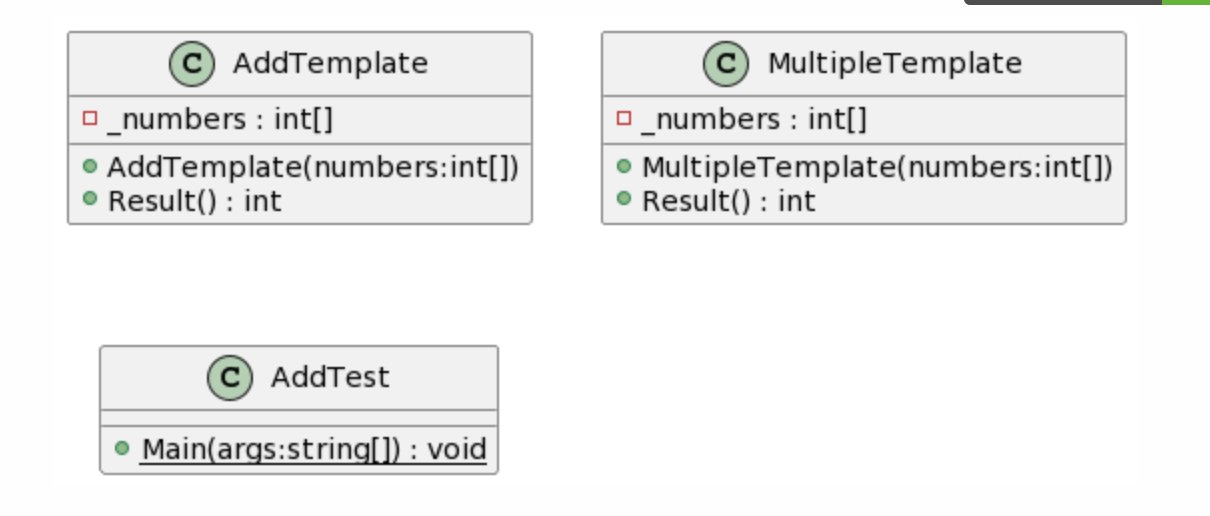 C AddTemplate
_numbers : int[]
AddTemplate(numbers:int[])
Result() : int
C MultipleTemplate
_numbers : int[]
MultipleTemplate(numbers:int[])
Result() : int
C AddTest
Main(args:string[]) : void